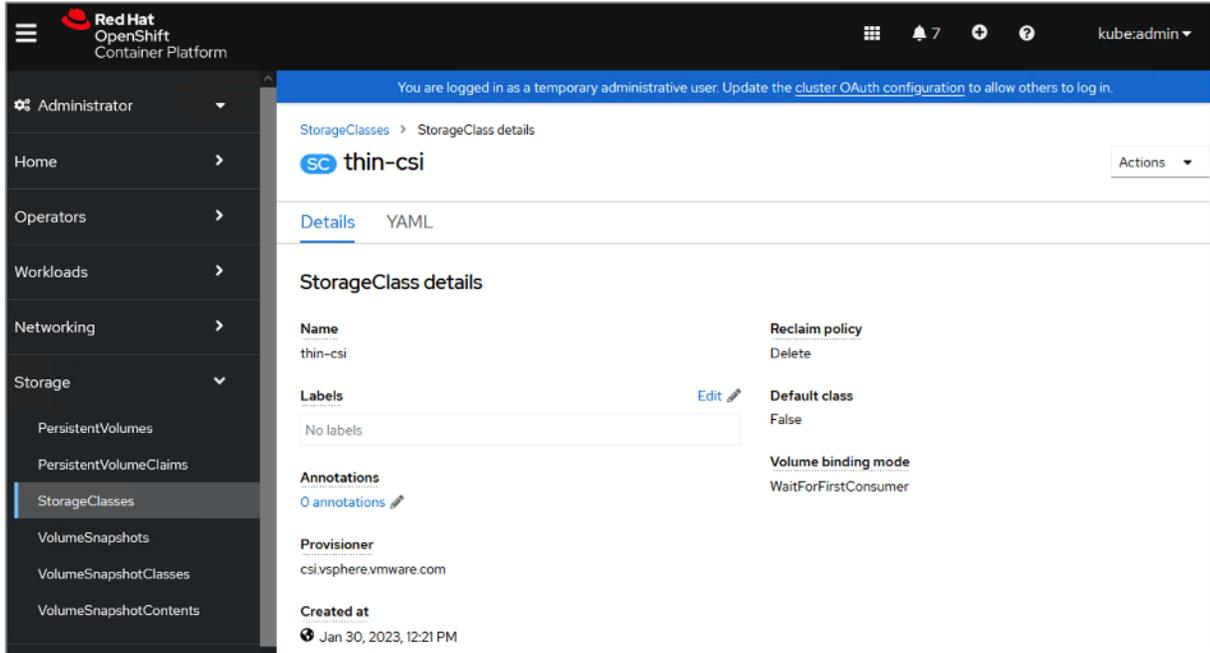 Red Hat
OpenShift
Container Platform
7
kube:admin
You are logged in as a temporary administrative user. Update the cluster OAuth configuration to allow others to log in.
Administrator
Home
Operators
Workloads
Networking
Storage
PersistentVolumes
PersistentVolumeClaims
StorageClasses
VolumeSnapshots
VolumeSnapshotClasses
VolumeSnapshotContents
StorageClasses > StorageClass details
SC thin-csi
Actions
Details YAML
StorageClass details
Name
thin-csi
Labels Edit
No labels
Annotations
0 annotations
Provisioner
csi.vsphere.vmware.com
Created at
Jan 30, 2023, 12:21 PM
Reclaim policy
Delete
Default class
False
Volume binding mode
WaitForFirstConsumer